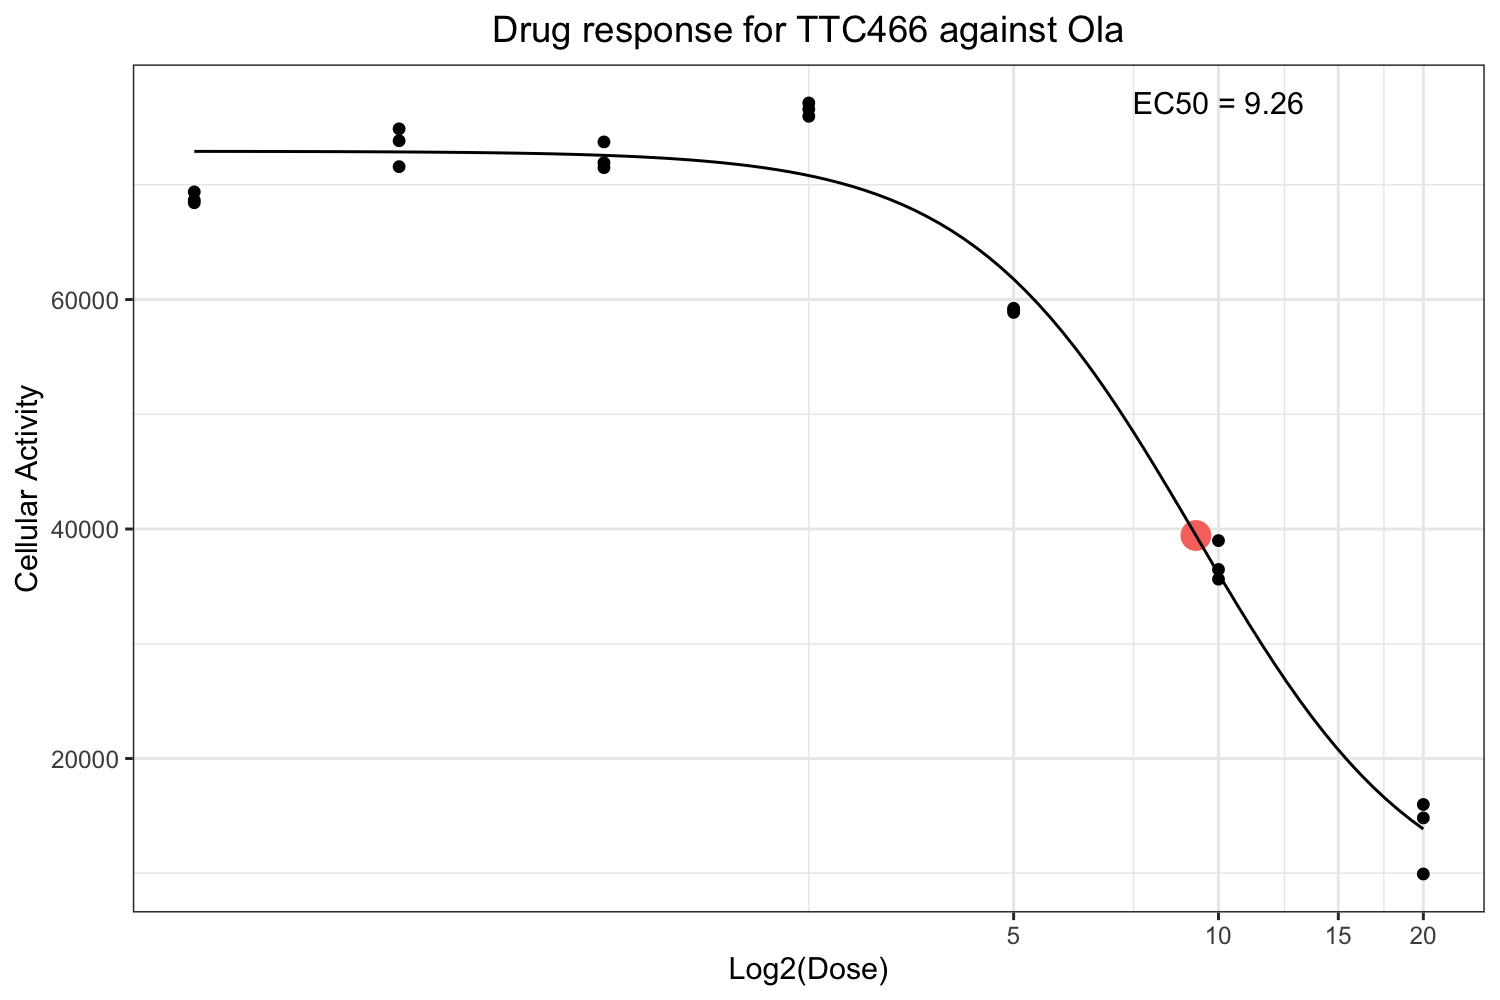 Drug response for TTC466 against Ola
EC50 = 9.26
Cellular Activity
60000
40000
20000
5 10 15 20
Log2(Dose)